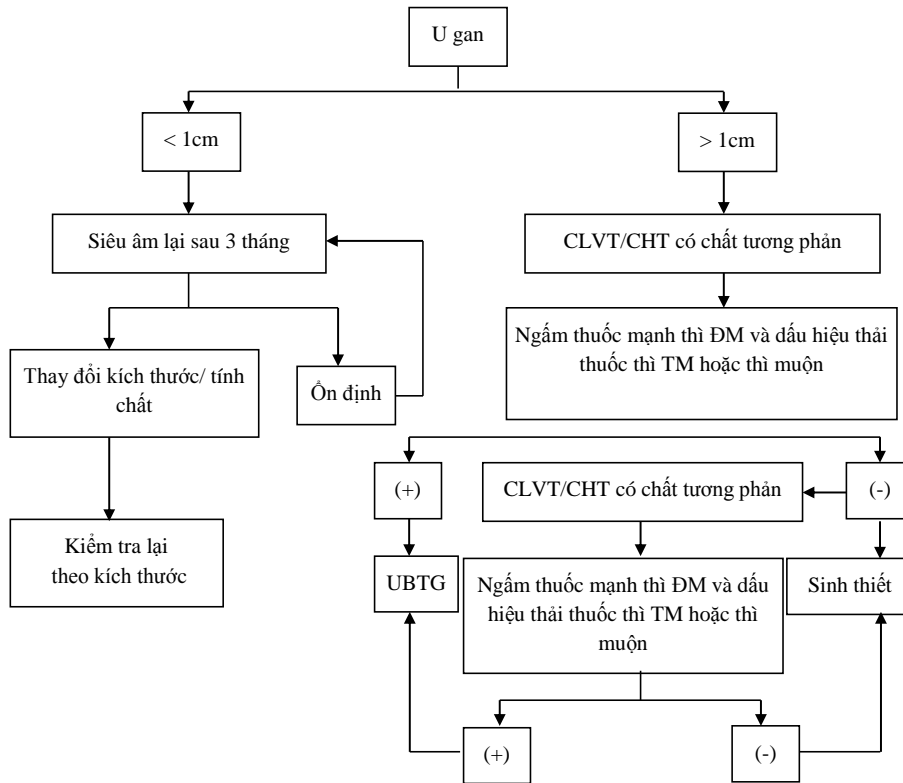 U gan
< 1cm
> 1cm
Siêu âm lại sau 3 tháng
CLVT/CHT có chất tương phản
Ngấm thuốc mạnh thì ĐM và dấu hiệu thải
thuốc thì TM hoặc thì muộn
Thay đổi kích thước/ tính
chất
Ổn định
(+)
CLVT/CHT có chất tương phản
(-)
Kiểm tra lại
theo kích thước
UBTG
Ngấm thuốc mạnh thì ĐM và dấu
hiệu thải thuốc thì TM hoặc thì
muộn
Sinh thiết
(+)
(-)